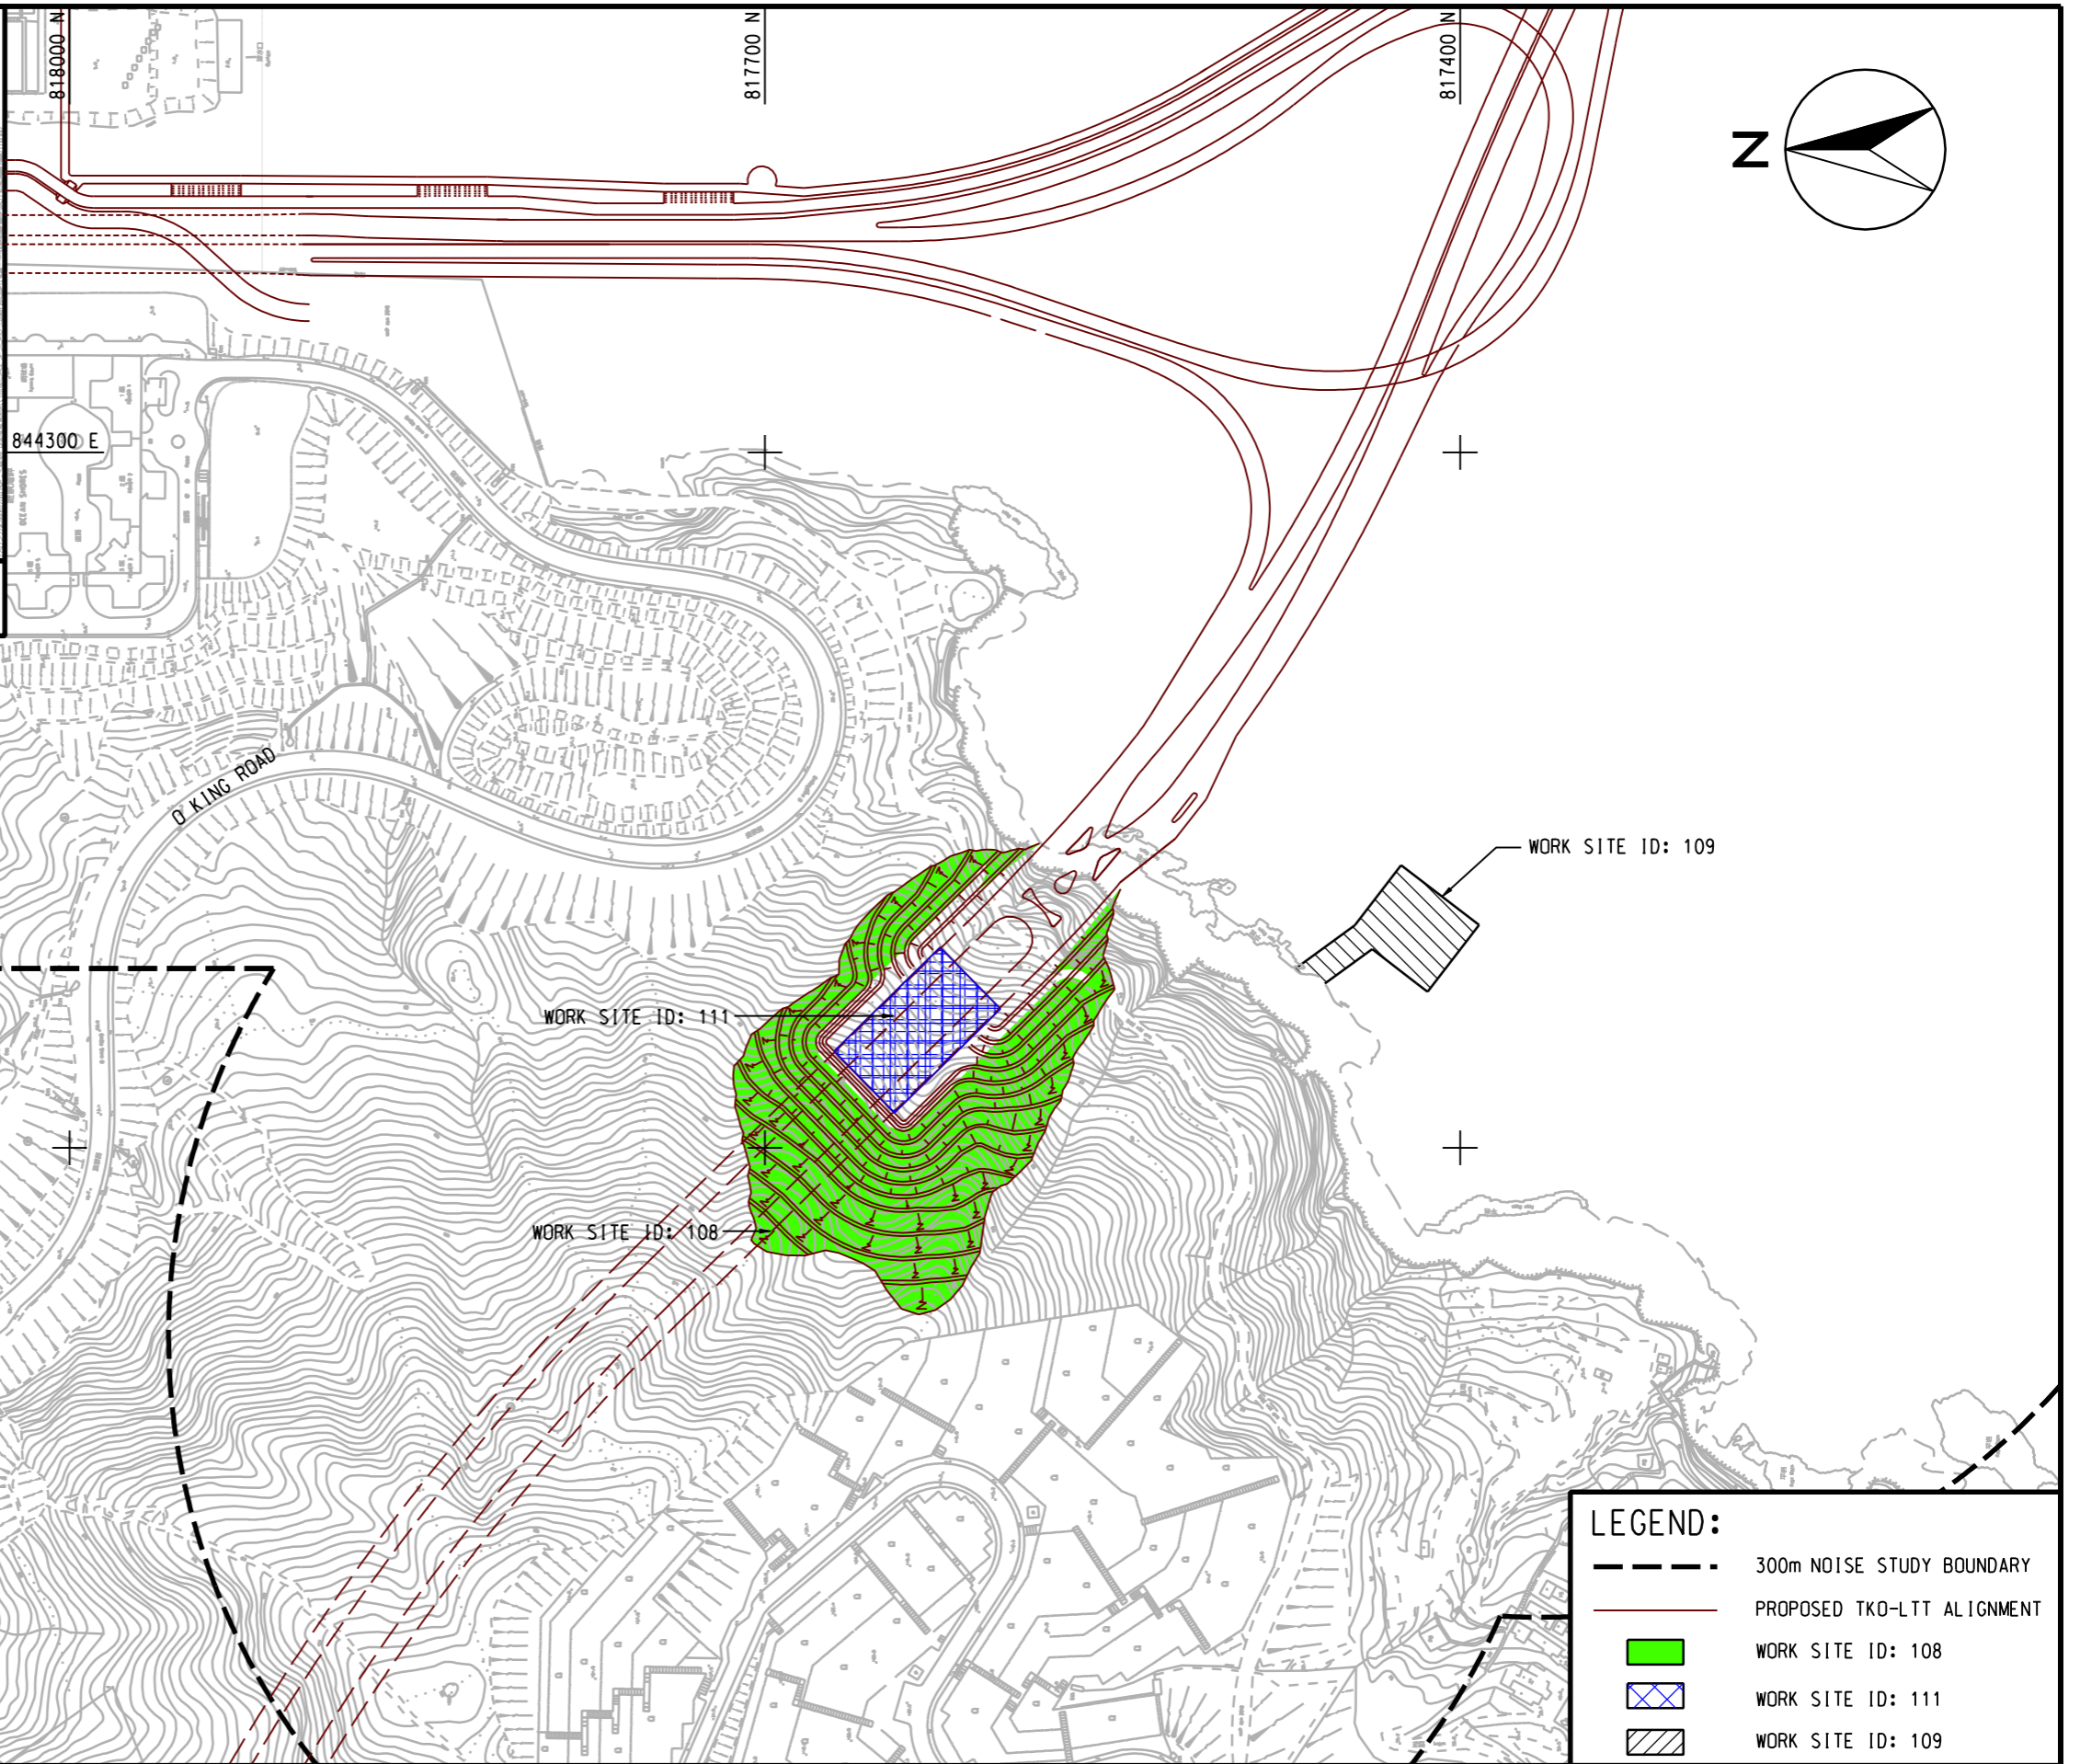 818000 N
817700 N
817400 N
N
844300 E
OCEAN SHORES
O KING ROAD
WORK SITE ID: 109
WORK SITE ID: 111
WORK SITE ID: 108
LEGEND:
300m NOISE STUDY BOUNDARY
PROPOSED TKO-LTT ALIGNMENT
WORK SITE ID: 108
WORK SITE ID: 111
WORK SITE ID: 109